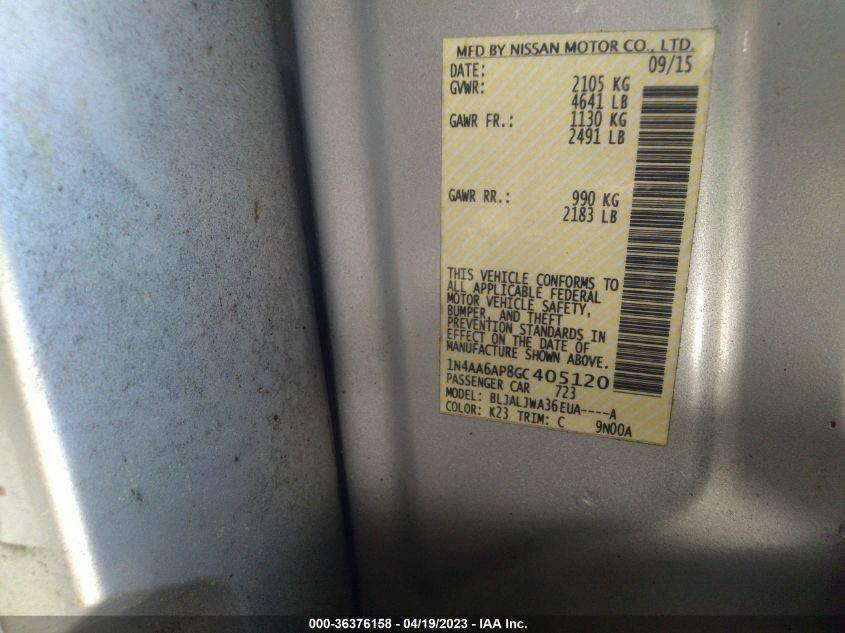 MFD BY NISSAN MOTOR CO., LTD.
DATE: 09/15
GVWR: 2105 KG
4641 LB
GAWR FR.: 1130 KG
2491 LB
GAWR RR.: 990 KG
2183 LB
THIS VEHICLE CONFORMS TO
ALL APPLICABLE FEDERAL
MOTOR VEHICLE SAFETY,
BUMPER, AND THEFT
PREVENTION STANDARDS IN
EFFECT ON THE DATE OF
MANUFACTURE SHOWN ABOVE.
1N4AA6AP8GC405120
PASSENGER CAR 723
MODEL: BLJALJWA36EUA----A
COLOR: K23 TRIM: C 9N00A
000-36376158 - 04/19/2023 - IAA Inc.